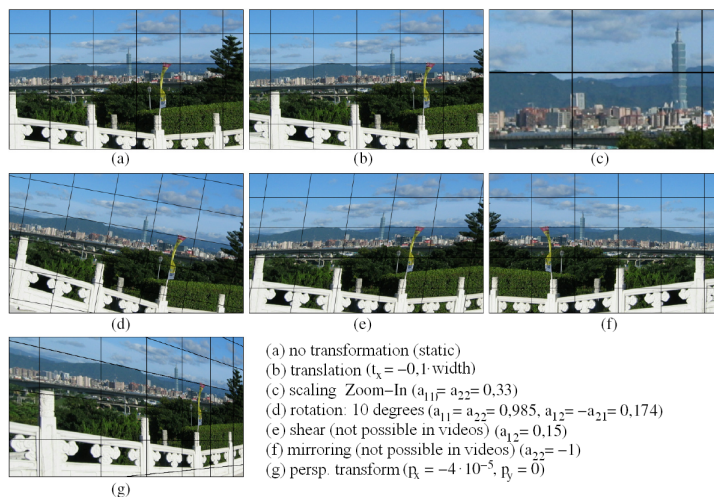 (a)
(b)
(c)
(d)
(e)
(f)
(g)
(a) no transformation (static)
(b) translation (tx = −0,1·width)
(c) scaling Zoom−In (a11= a22= 0,33)
(d) rotation: 10 degrees (a11= a22= 0,985, a12= −a21= 0,174)
(e) shear (not possible in videos) (a12= 0,15)
(f) mirroring (not possible in videos) (a22= −1)
(g) persp. transform (px = −4·10−5, py = 0)